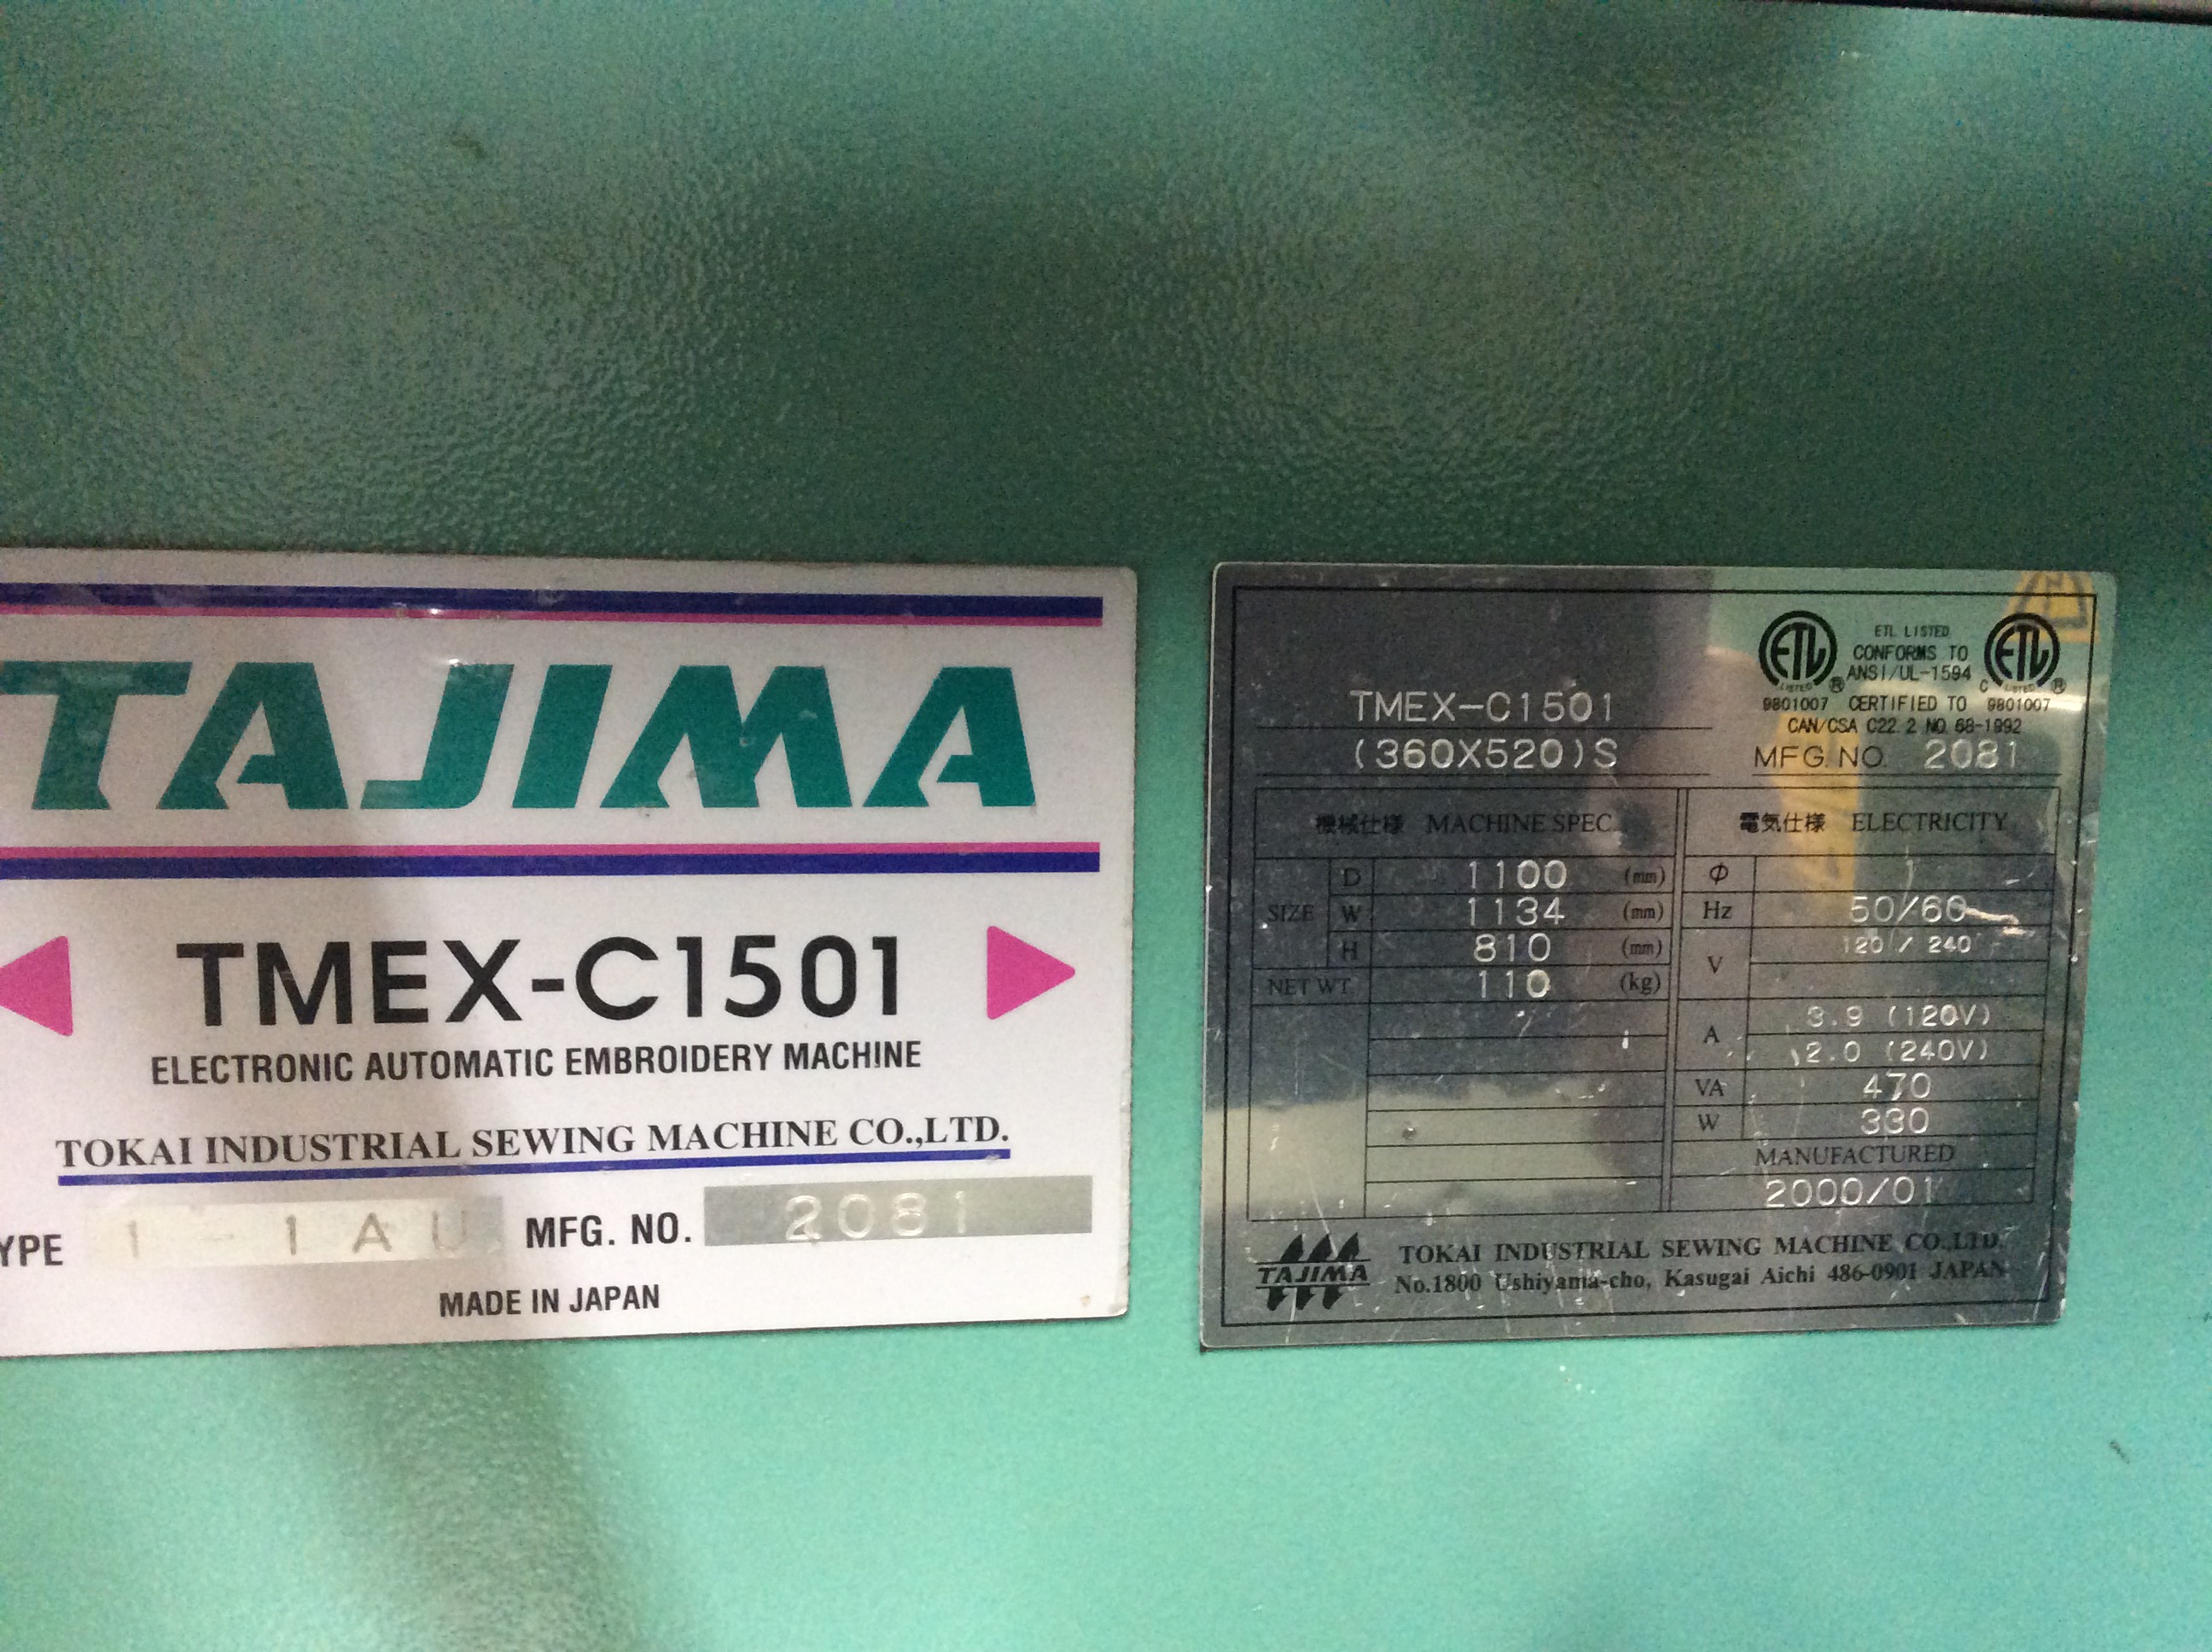 TAJIMA
TMEX-C1501
ELECTRONIC AUTOMATIC EMBROIDERY MACHINE
TOKAI INDUSTRIAL SEWING MACHINE CO.,LTD.
YPE 1 - 1 A U MFG. NO. 2081
MADE IN JAPAN
ETL LISTED
CONFORMS TO
ANSI/UL-1594
ETL LISTED ®
C ETL LISTED ®
9801007 CERTIFIED TO 9801007
CAN/CSA C22.2 NO. 68-1992
TMEX-C1501
(360X520)S
MFG. NO. 2081
機械仕様 MACHINE SPEC.
SIZE D 1100 (mm)
W 1134 (mm)
H 810 (mm)
NET WT. 110 (kg)
電気仕様 ELECTRICITY
Φ 1
Hz 50/60
V 120 / 240
A 3.9 (120V)
2.0 (240V)
VA 470
W 330
MANUFACTURED
2000/01
TAJIMA
TOKAI INDUSTRIAL SEWING MACHINE CO.,LTD.
No.1800 Ushiyama-cho, Kasugai Aichi 486-0901 JAPAN